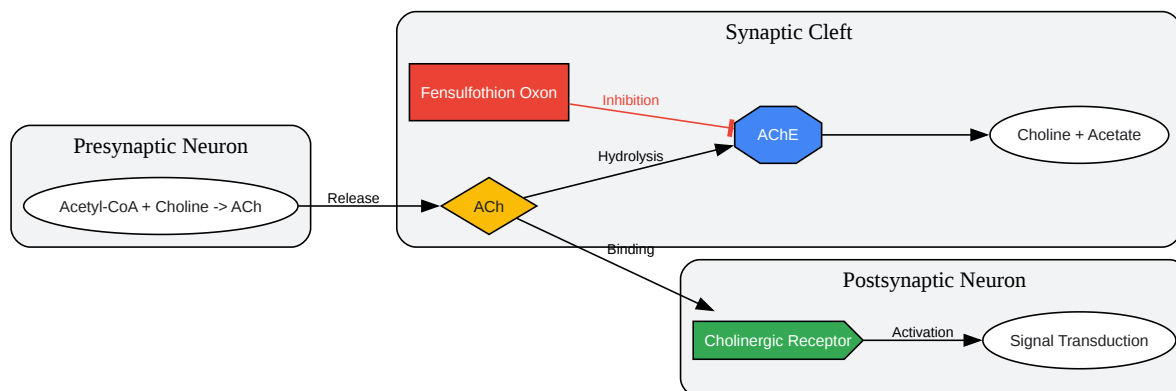 Synaptic Cleft
Fensulfothion Oxon
Inhibition
AChE
Choline + Acetate
Presynaptic Neuron
Hydrolysis
Acetyl-CoA + Choline -> ACh
Release
ACh
Binding
Postsynaptic Neuron
Cholinergic Receptor
Activation
Signal Transduction